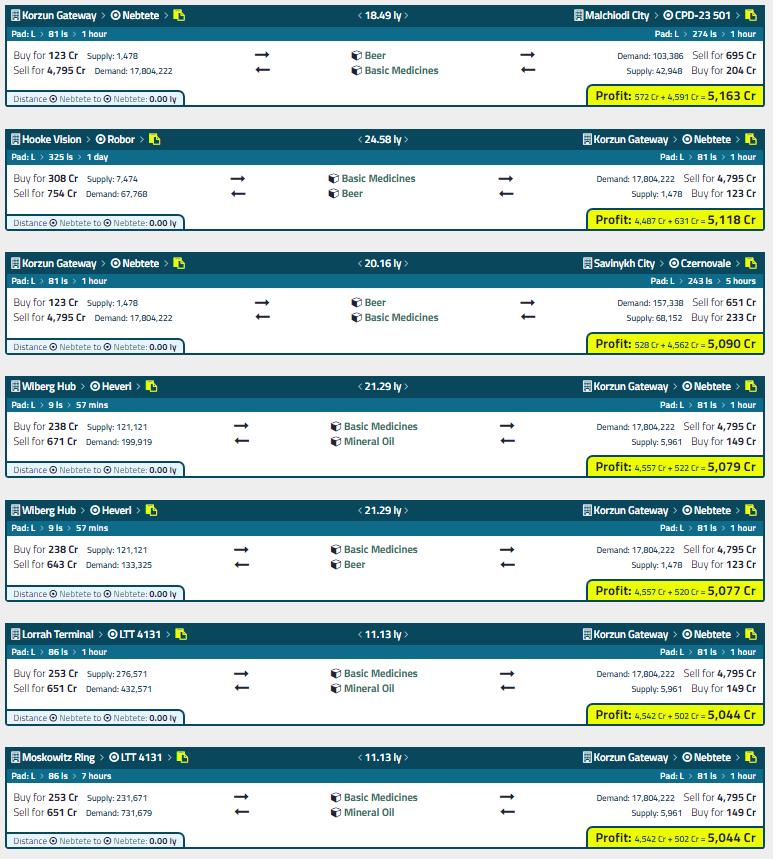 Korzun Gateway > Nebtete > < 18.49 ly > Malchiodi City > CPD-23 501 >
Pad: L > 81 ls > 1 hour Pad: L > 274 ls > 1 hour
Buy for 123 Cr Supply: 1,478 Beer Demand: 103,386 Sell for 695 Cr
Sell for 4,795 Cr Demand: 17,804,222 Basic Medicines Supply: 42,948 Buy for 204 Cr
Distance Nebtete to Nebtete: 0.00 ly Profit: 572 Cr + 4,591 Cr = 5,163 Cr
Hooke Vision > Robor > < 24.58 ly > Korzun Gateway > Nebtete >
Pad: L > 325 ls > 1 day Pad: L > 81 ls > 1 hour
Buy for 308 Cr Supply: 7,474 Basic Medicines Demand: 17,804,222 Sell for 4,795 Cr
Sell for 754 Cr Demand: 67,768 Beer Supply: 1,478 Buy for 123 Cr
Distance Nebtete to Nebtete: 0.00 ly Profit: 4,487 Cr + 631 Cr = 5,118 Cr
Korzun Gateway > Nebtete > < 20.16 ly > Savinykh City > Czernovale >
Pad: L > 81 ls > 1 hour Pad: L > 243 ls > 5 hours
Buy for 123 Cr Supply: 1,478 Beer Demand: 157,338 Sell for 651 Cr
Sell for 4,795 Cr Demand: 17,804,222 Basic Medicines Supply: 68,152 Buy for 233 Cr
Distance Nebtete to Nebtete: 0.00 ly Profit: 528 Cr + 4,562 Cr = 5,090 Cr
Wiberg Hub > Heveri > < 21.29 ly > Korzun Gateway > Nebtete >
Pad: L > 9 ls > 57 mins Pad: L > 81 ls > 1 hour
Buy for 238 Cr Supply: 121,121 Basic Medicines Demand: 17,804,222 Sell for 4,795 Cr
Sell for 671 Cr Demand: 199,919 Mineral Oil Supply: 5,961 Buy for 149 Cr
Distance Nebtete to Nebtete: 0.00 ly Profit: 4,557 Cr + 522 Cr = 5,079 Cr
Wiberg Hub > Heveri > < 21.29 ly > Korzun Gateway > Nebtete >
Pad: L > 9 ls > 57 mins Pad: L > 81 ls > 1 hour
Buy for 238 Cr Supply: 121,121 Basic Medicines Demand: 17,804,222 Sell for 4,795 Cr
Sell for 643 Cr Demand: 133,325 Beer Supply: 1,478 Buy for 123 Cr
Distance Nebtete to Nebtete: 0.00 ly Profit: 4,557 Cr + 520 Cr = 5,077 Cr
Lorrah Terminal > LTT 4131 > < 11.13 ly > Korzun Gateway > Nebtete >
Pad: L > 86 ls > 1 hour Pad: L > 81 ls > 1 hour
Buy for 253 Cr Supply: 276,571 Basic Medicines Demand: 17,804,222 Sell for 4,795 Cr
Sell for 651 Cr Demand: 432,571 Mineral Oil Supply: 5,961 Buy for 149 Cr
Distance Nebtete to Nebtete: 0.00 ly Profit: 4,542 Cr + 502 Cr = 5,044 Cr
Moskowitz Ring > LTT 4131 > < 11.13 ly > Korzun Gateway > Nebtete >
Pad: L > 86 ls > 7 hours Pad: L > 81 ls > 1 hour
Buy for 253 Cr Supply: 231,671 Basic Medicines Demand: 17,804,222 Sell for 4,795 Cr
Sell for 651 Cr Demand: 731,679 Mineral Oil Supply: 5,961 Buy for 149 Cr
Distance Nebtete to Nebtete: 0.00 ly Profit: 4,542 Cr + 502 Cr = 5,044 Cr